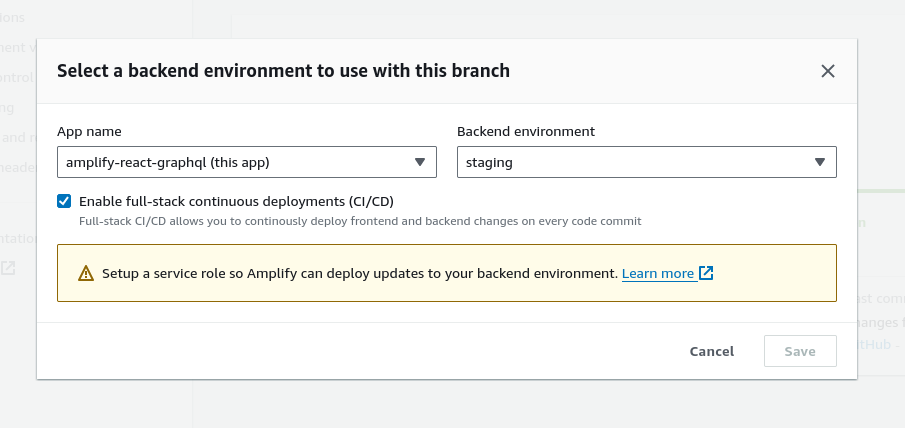 Select a backend environment to use with this branch
App name
Backend environment
amplify-react-graphql (this app)
staging
Enable full-stack continuous deployments (CI/CD)
Full-stack CI/CD allows you to continously deploy frontend and backend changes on every code commit
Setup a service role so Amplify can deploy updates to your backend environment. Learn more
Cancel
Save